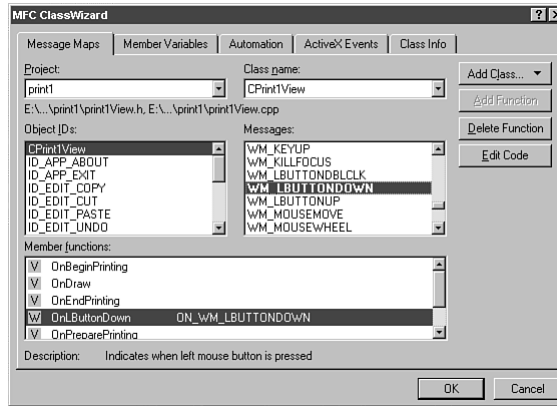 MFC ClassWizard
Message Maps Member Variables Automation ActiveX Events Class Info
Project: Class name:
print1 CPrint1View
Add Class...
Add Function
E:\...\print1\print1View.h, E:\...\print1\print1View.cpp
Delete Function
Object IDs: Messages:
Edit Code
CPrint1View WM_KEYUP
ID_APP_ABOUT WM_KILLFOCUS
ID_APP_EXIT WM_LBUTTONDBLCLK
ID_EDIT_COPY WM_LBUTTONDOWN
ID_EDIT_CUT WM_LBUTTONUP
ID_EDIT_PASTE WM_MOUSEMOVE
ID_EDIT_UNDO WM_MOUSEWHEEL
Member functions:
V OnBeginPrinting
V OnDraw
V OnEndPrinting
W OnLButtonDown ON_WM_LBUTTONDOWN
V OnPreparePrinting
Description: Indicates when left mouse button is pressed
OK Cancel